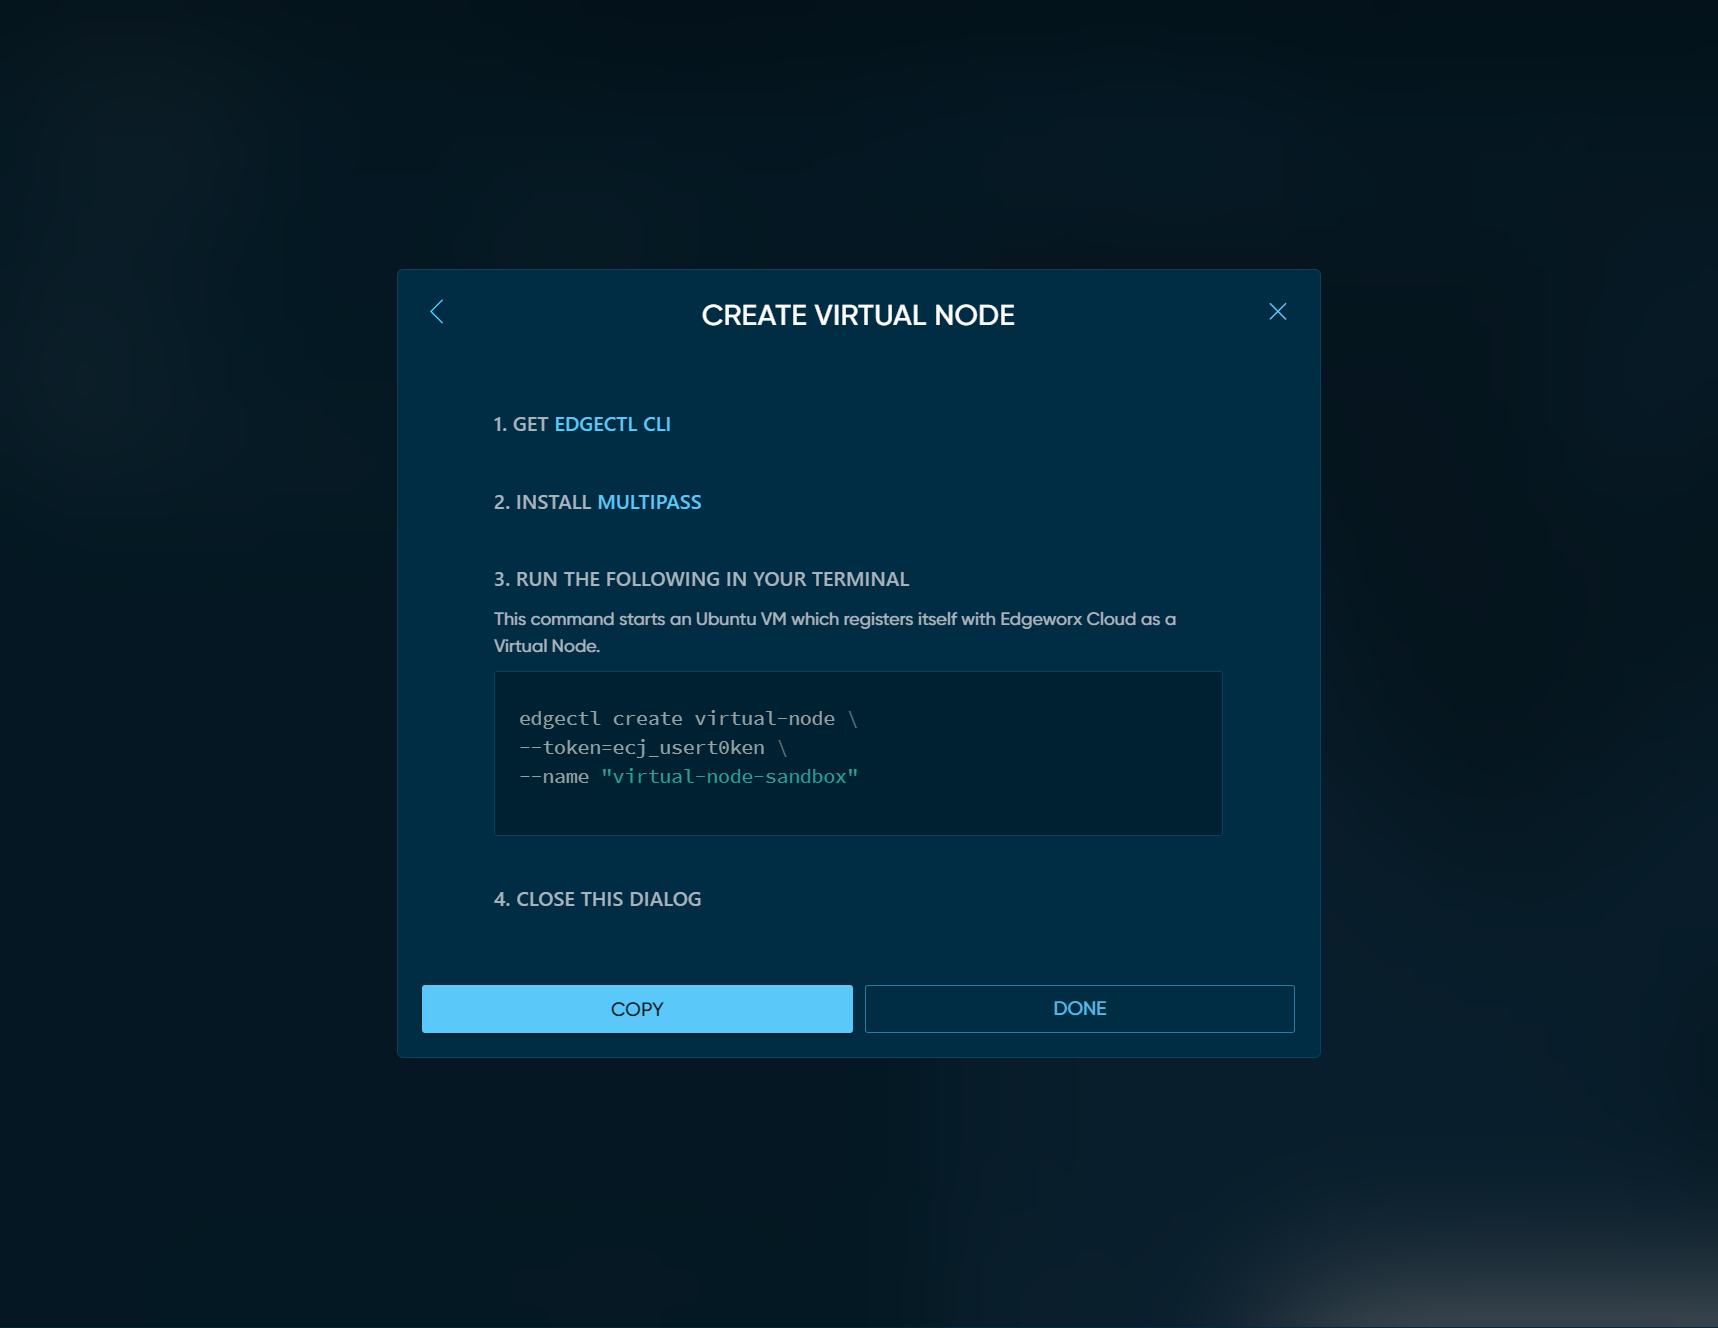 CREATE VIRTUAL NODE
1. GET EDGECTL CLI
2. INSTALL MULTIPASS
3. RUN THE FOLLOWING IN YOUR TERMINAL
This command starts an Ubuntu VM which registers itself with Edgeworx Cloud as a
Virtual Node.
edgectl create virtual-node \
--token=ecj_usert0ken \
--name "virtual-node-sandbox"
4. CLOSE THIS DIALOG
COPY
DONE